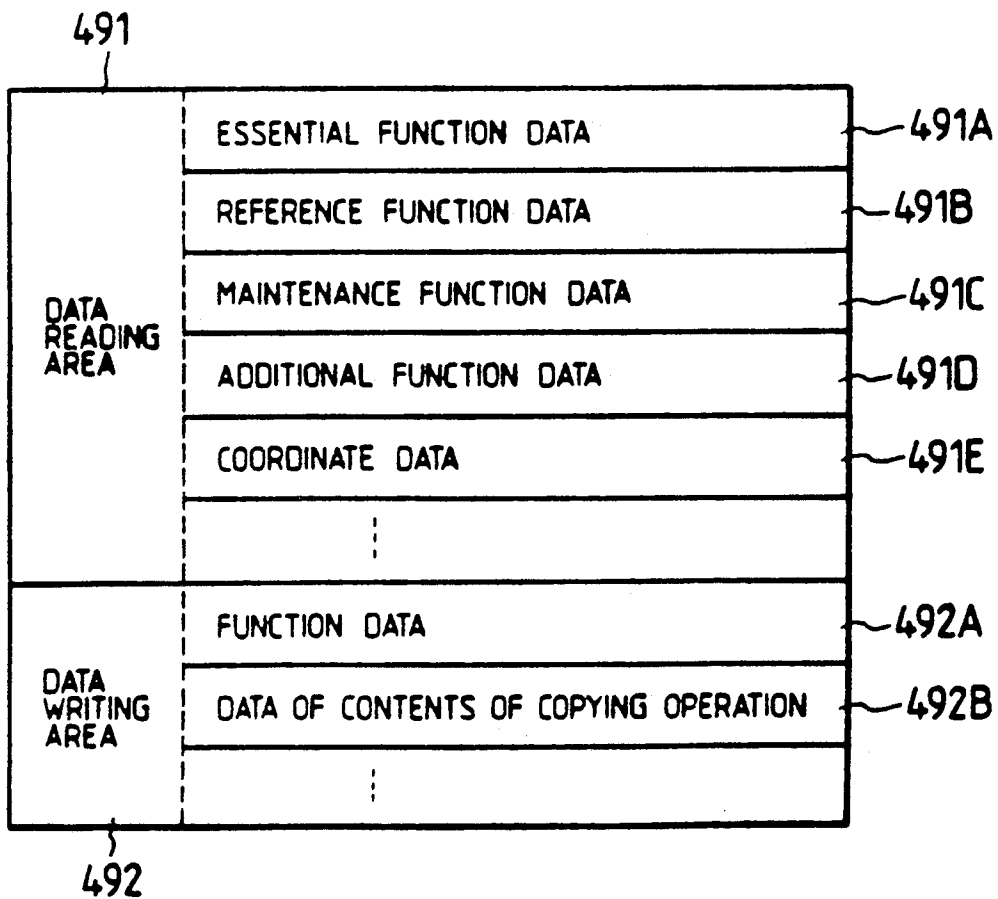 491
ESSENTIAL FUNCTION DATA 491A
REFERENCE FUNCTION DATA 491B
MAINTENANCE FUNCTION DATA 491C
DATA
READING
AREA
ADDITIONAL FUNCTION DATA 491D
COORDINATE DATA 491E
FUNCTION DATA 492A
DATA
WRITING
AREA
DATA OF CONTENTS OF COPYING OPERATION 492B
492